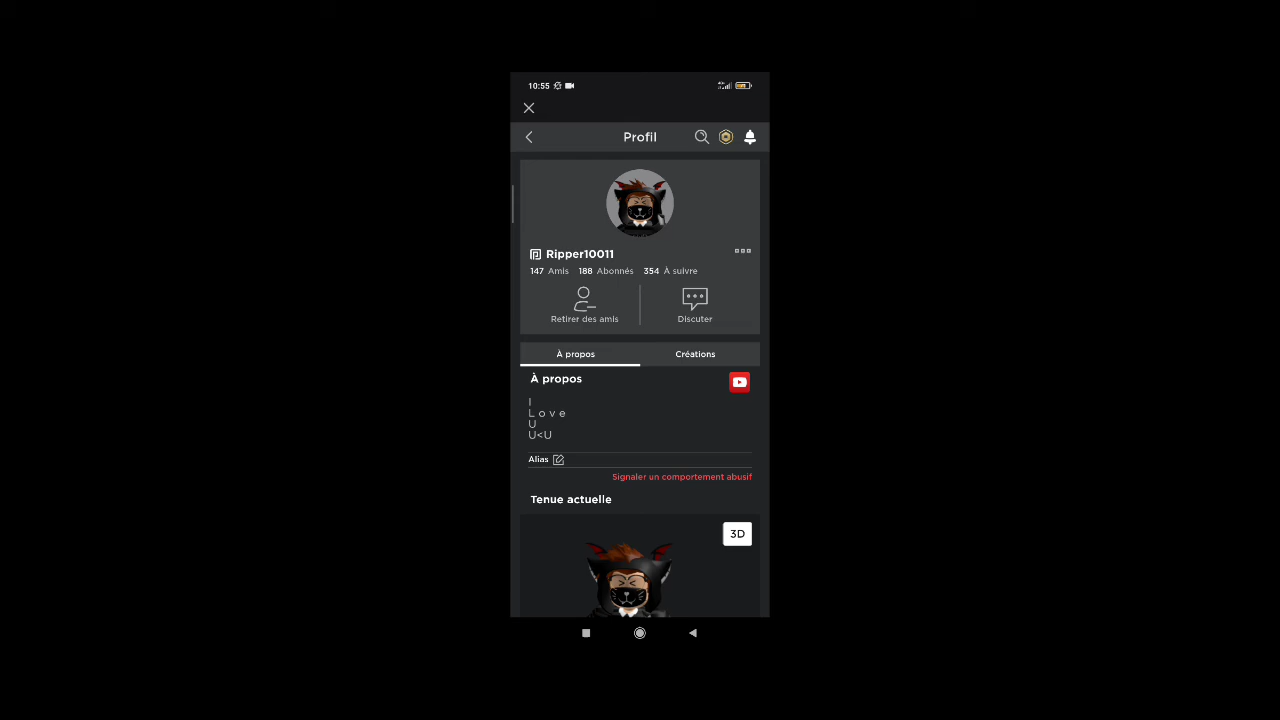 10:55
Profil
Ripper10011
147 Amis 188 Abonnés 354 À suivre
Retirer des amis
Discuter
À propos
Créations
À propos
I
L o v e
U
U<U
Alias
Signaler un comportement abusif
Tenue actuelle
3D